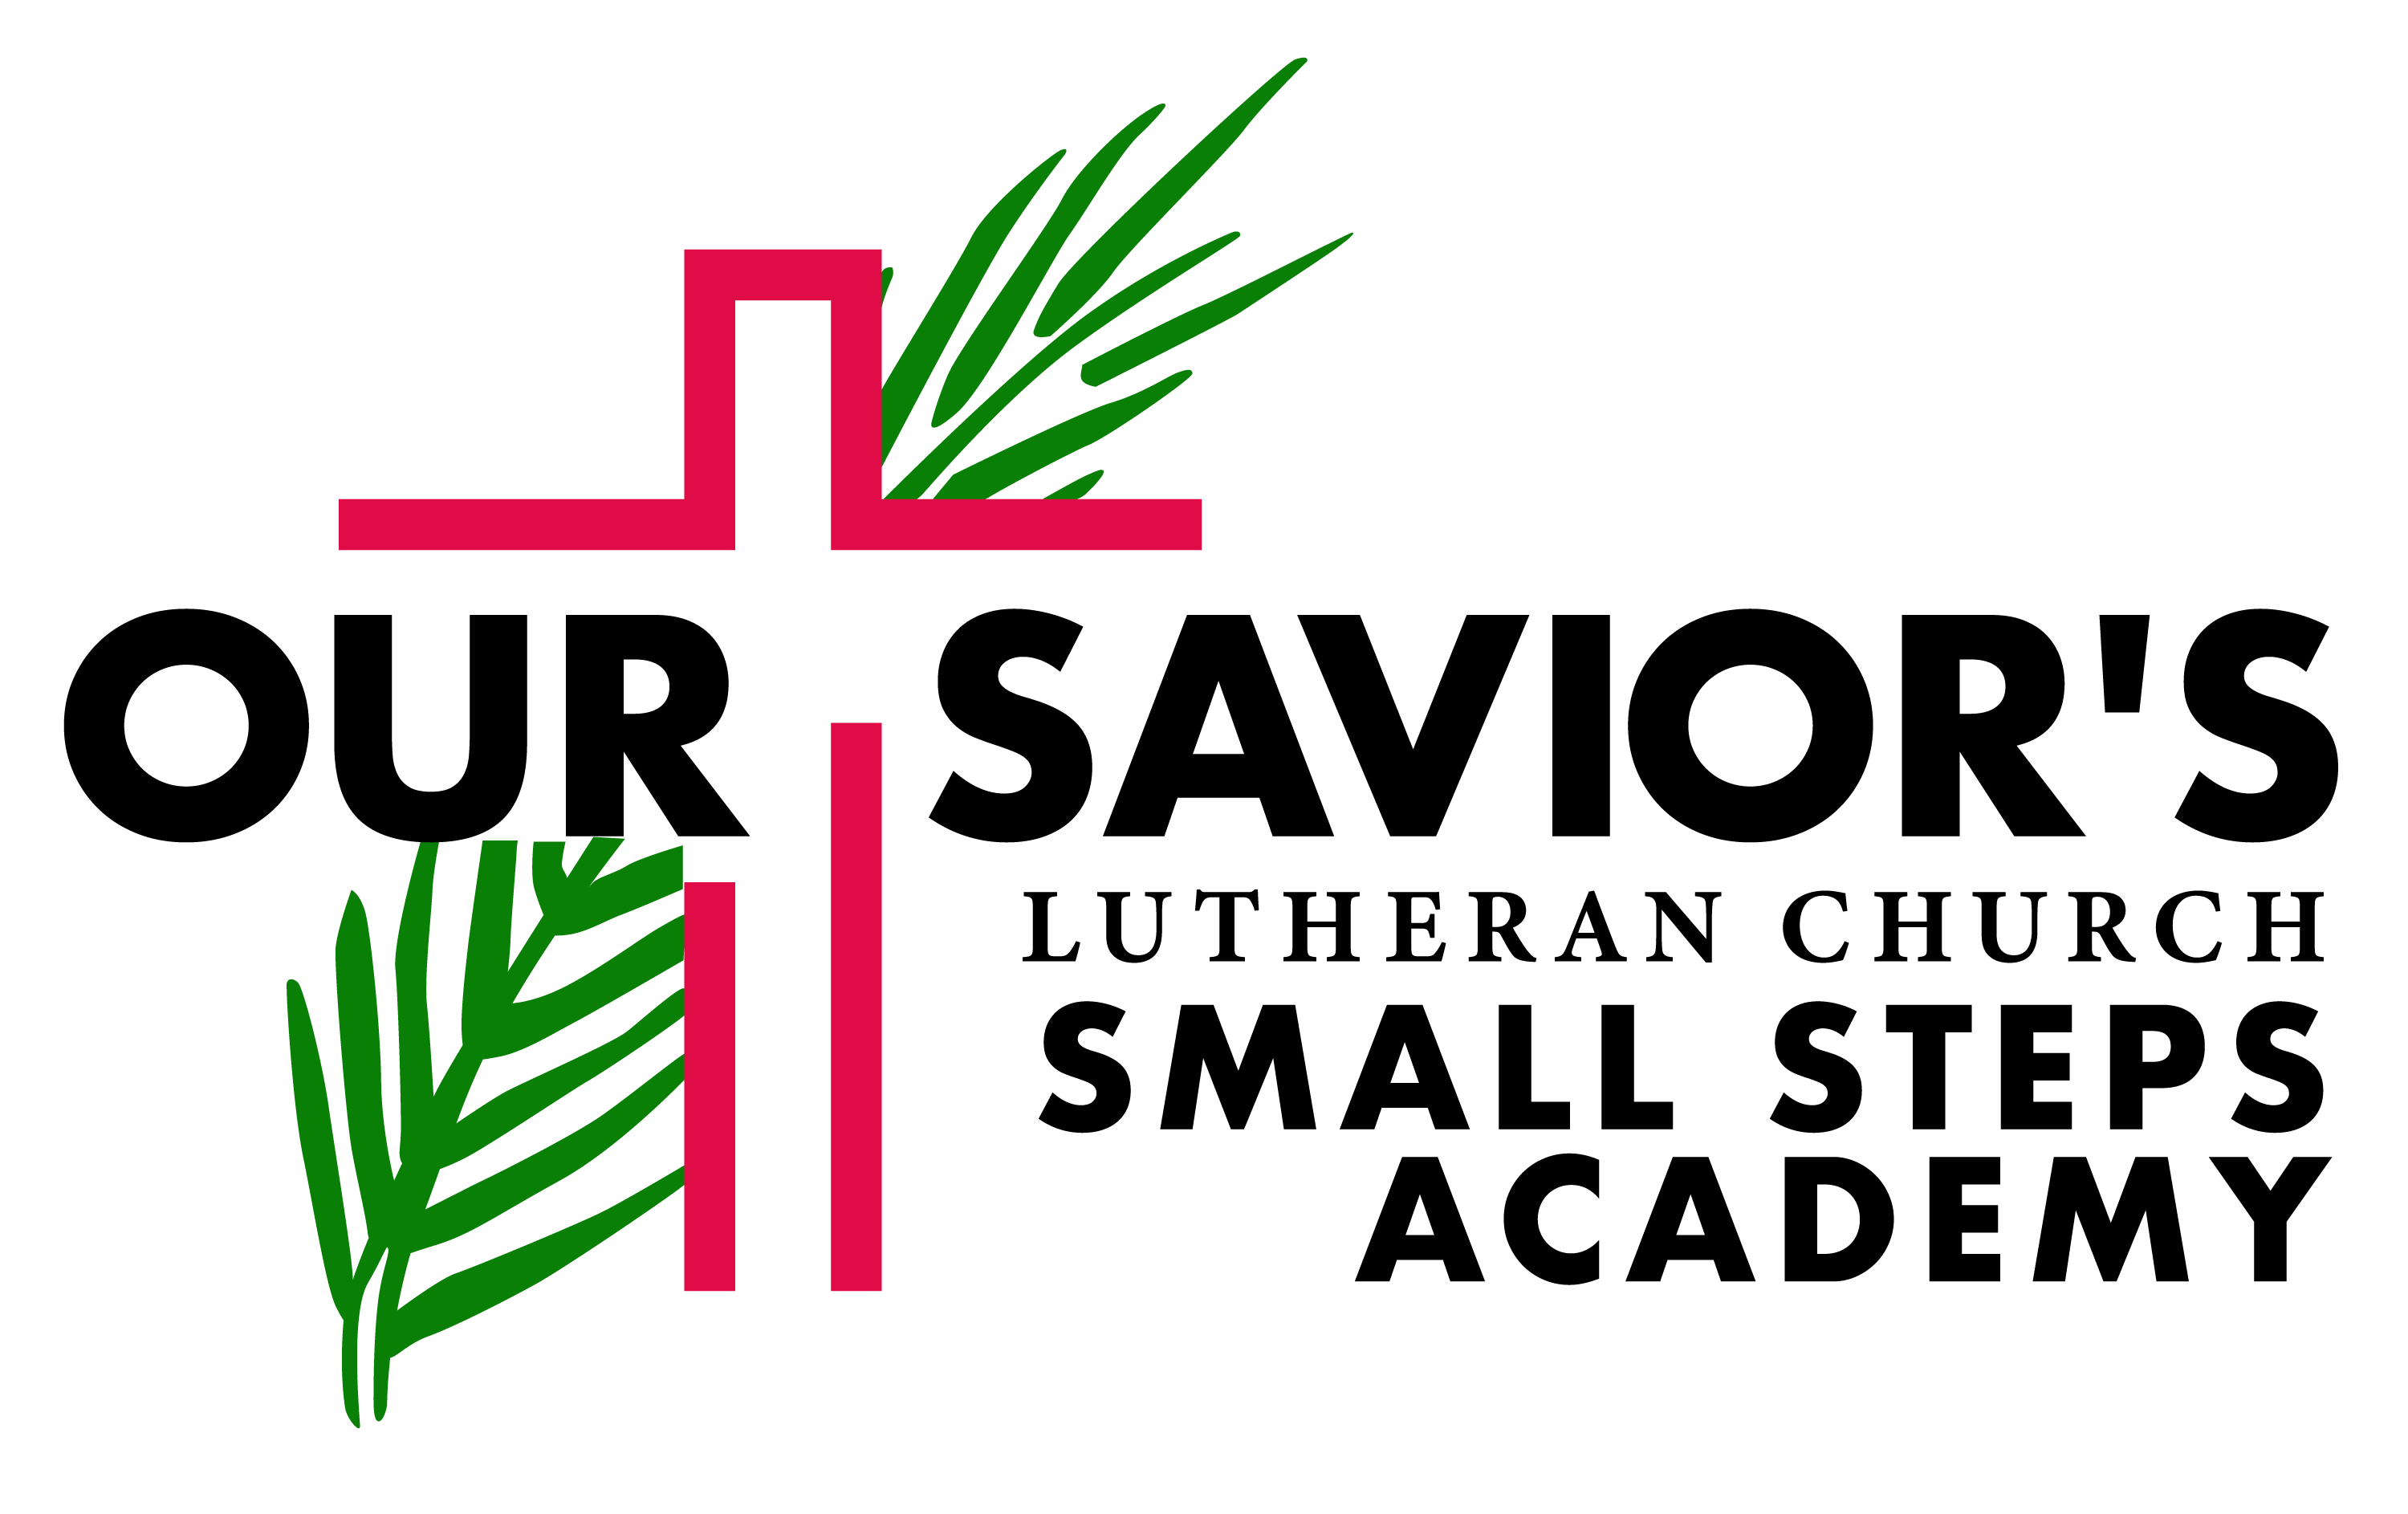 OUR SAVIOR'S
LUTHERAN CHURCH
SMALL STEPS
ACADEMY